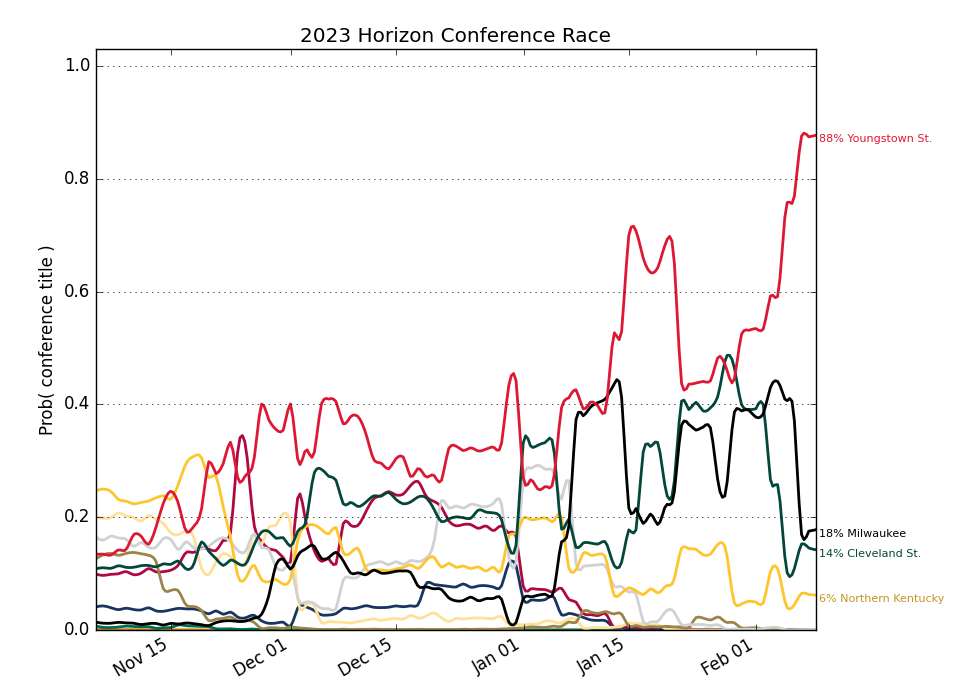 2023 Horizon Conference Race
Prob( conference title )
1.0
0.8
0.6
0.4
0.2
0.0
Nov 15
Dec 01
Dec 15
Jan 01
Jan 15
Feb 01
88% Youngstown St.
18% Milwaukee
14% Cleveland St.
6% Northern Kentucky